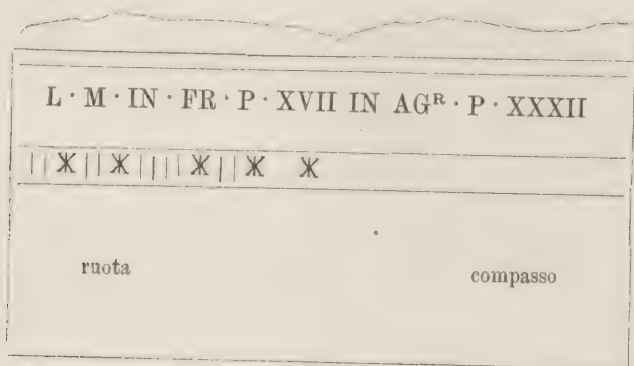 L · M · IN · FR · P · XVII IN AGᴿ · P · XXXII
||Ж||Ж||||Ж||Ж Ж
ruota compasso